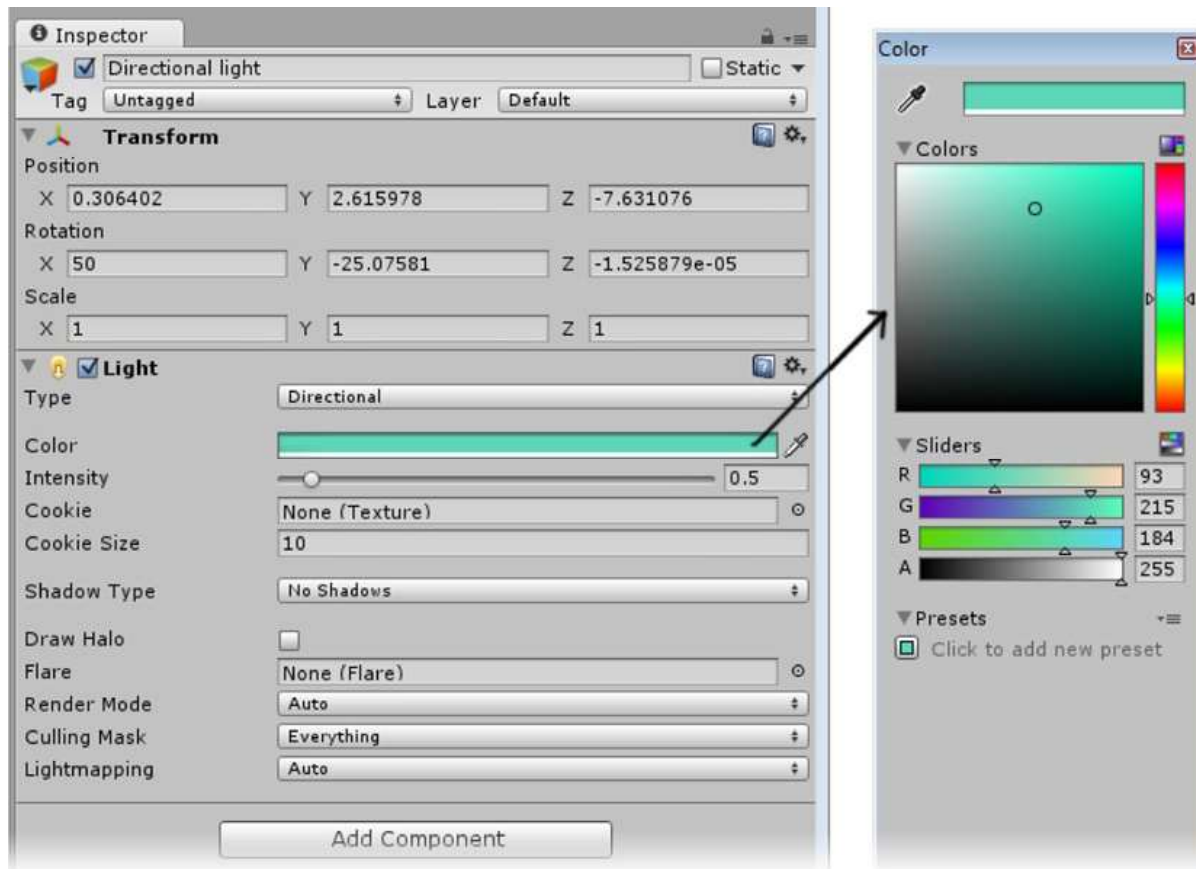 Inspector
Directional light Static
Tag Untagged Layer Default
Transform
Position
X 0.306402 Y 2.615978 Z -7.631076
Rotation
X 50 Y -25.07581 Z -1.525879e-05
Scale
X 1 Y 1 Z 1
Light
Type Directional
Color
Intensity 0.5
Cookie None (Texture)
Cookie Size 10
Shadow Type No Shadows
Draw Halo
Flare None (Flare)
Render Mode Auto
Culling Mask Everything
Lightmapping Auto
Add Component
Color
Colors
Sliders
R 93
G 215
B 184
A 255
Presets
Click to add new preset